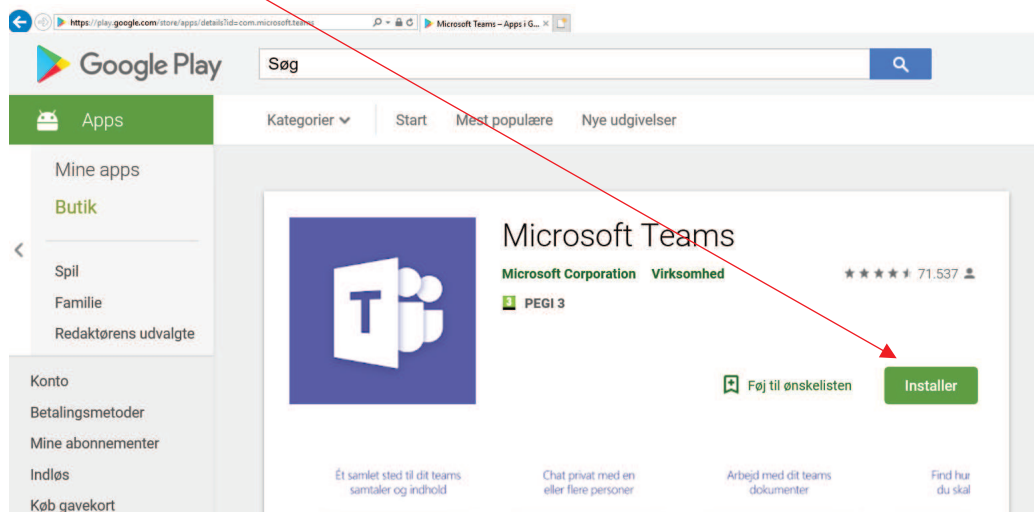 https://play.google.com/store/apps/details?id=com.microsoft.teams
Microsoft Teams – Apps i G...
Google Play
Søg
Apps
Kategorier
Start
Mest populære
Nye udgivelser
Mine apps
Butik
Spil
Familie
Redaktørens udvalgte
Konto
Betalingsmetoder
Mine abonnementer
Indløs
Køb gavekort
T
Microsoft Teams
Microsoft Corporation Virksomhed
71.537
3 PEGI 3
Føj til ønskelisten
Installer
Ét samlet sted til dit teams
samtaler og indhold
Chat privat med en
eller flere personer
Arbejd med dit teams
dokumenter
Find hur
du skal